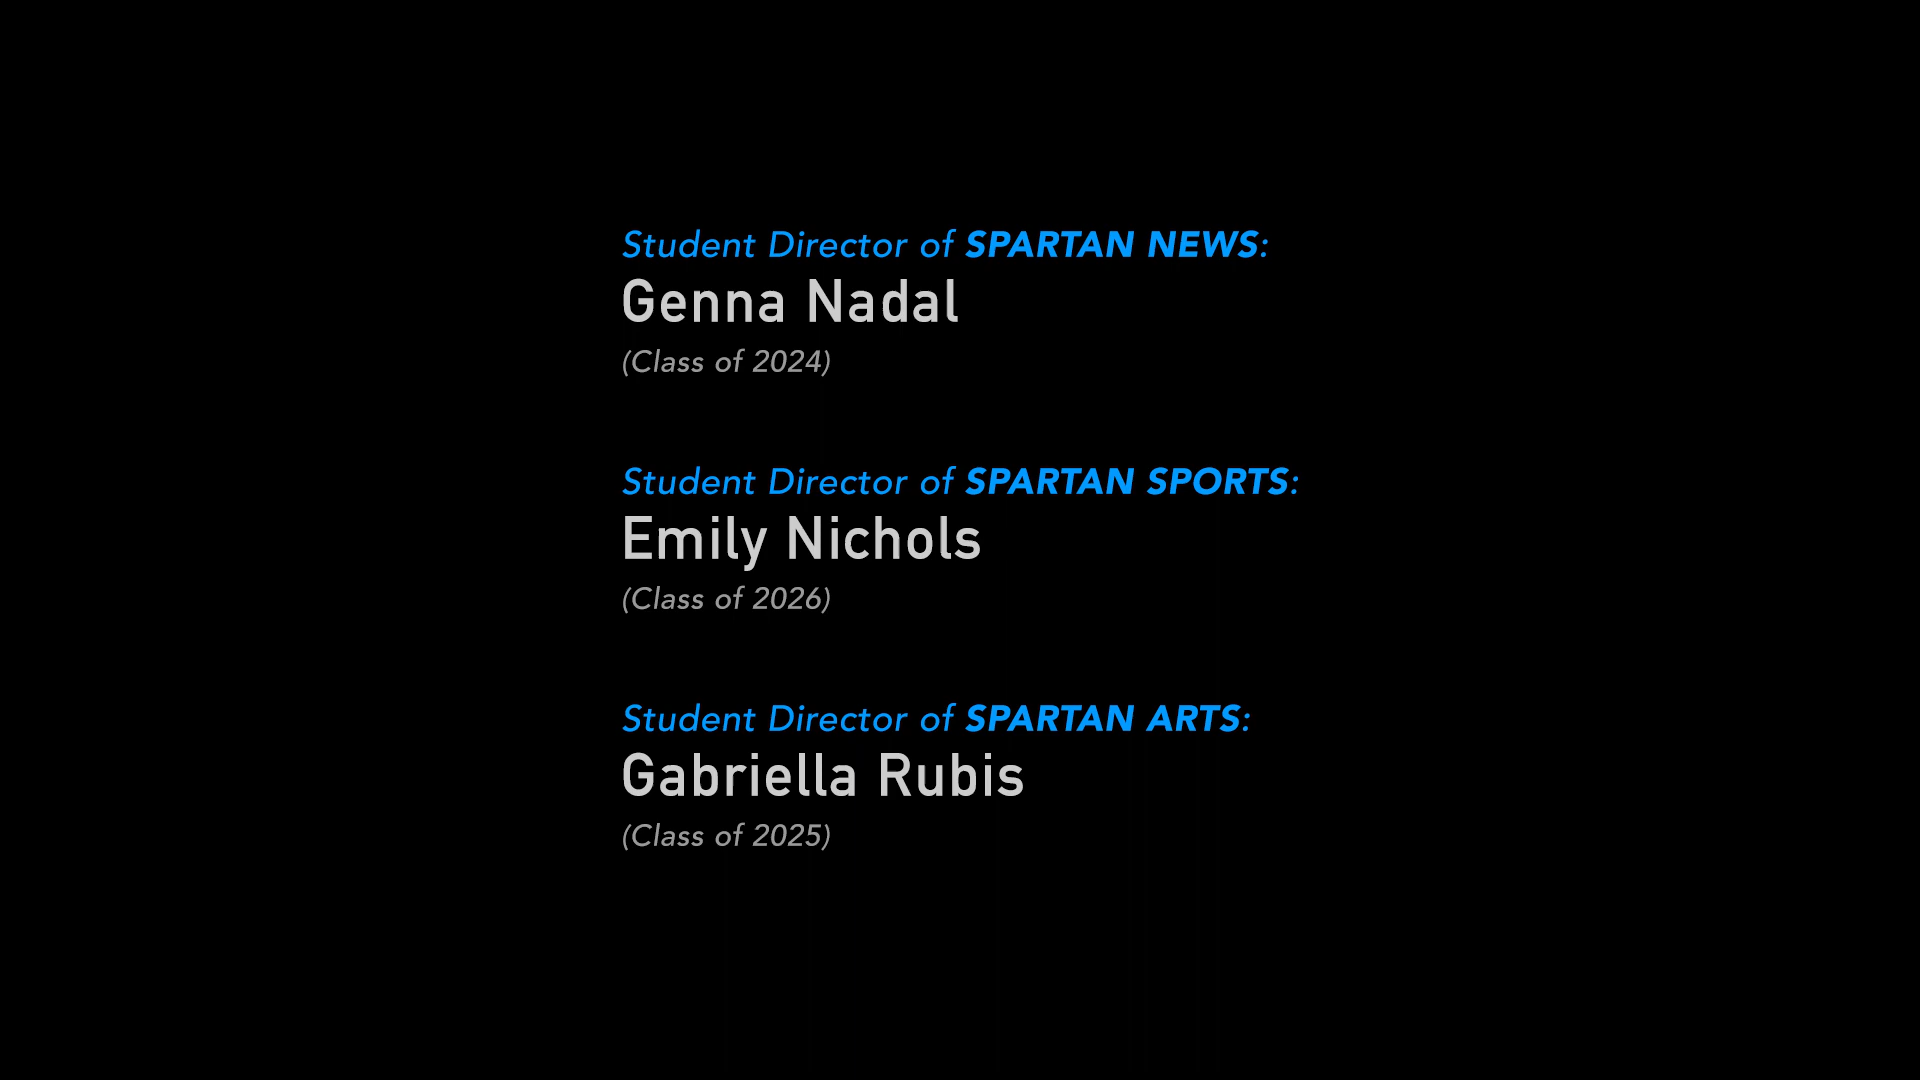 Student Director of SPARTAN NEWS:
Genna Nadal
(Class of 2024)
Student Director of SPARTAN SPORTS:
Emily Nichols
(Class of 2026)
Student Director of SPARTAN ARTS:
Gabriella Rubis
(Class of 2025)